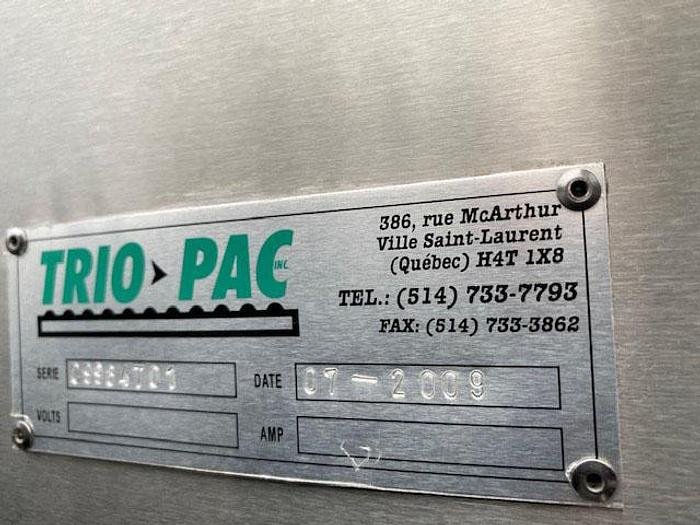 TRIO PAC INC.
386, rue McArthur
Ville Saint-Laurent
(Québec) H4T 1X8
TEL.: (514) 733-7793
FAX: (514) 733-3862
SERIE
DATE 07-2009
VOLTS
AMP